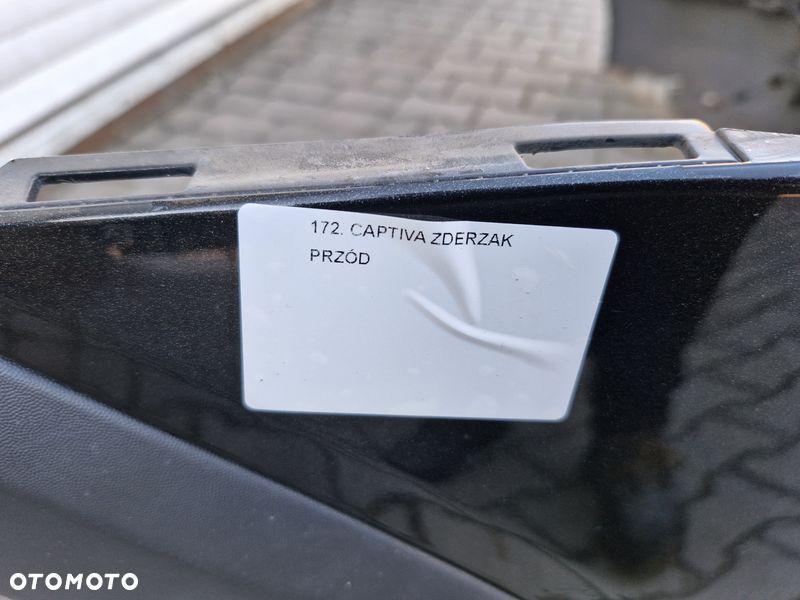 172. CAPTIVA ZDERZAK
PRZÓD
OTOMOTO